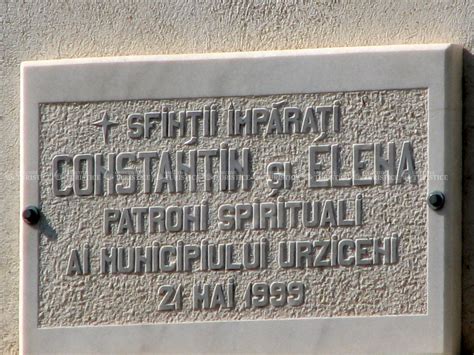 † SFINȚII ÎMPĂRAȚI
CONSTANTIN ȘI ELENA
PATRONI SPIRITUALI
AI MUNICIPIULUI URZICENI
21 MAI 1999